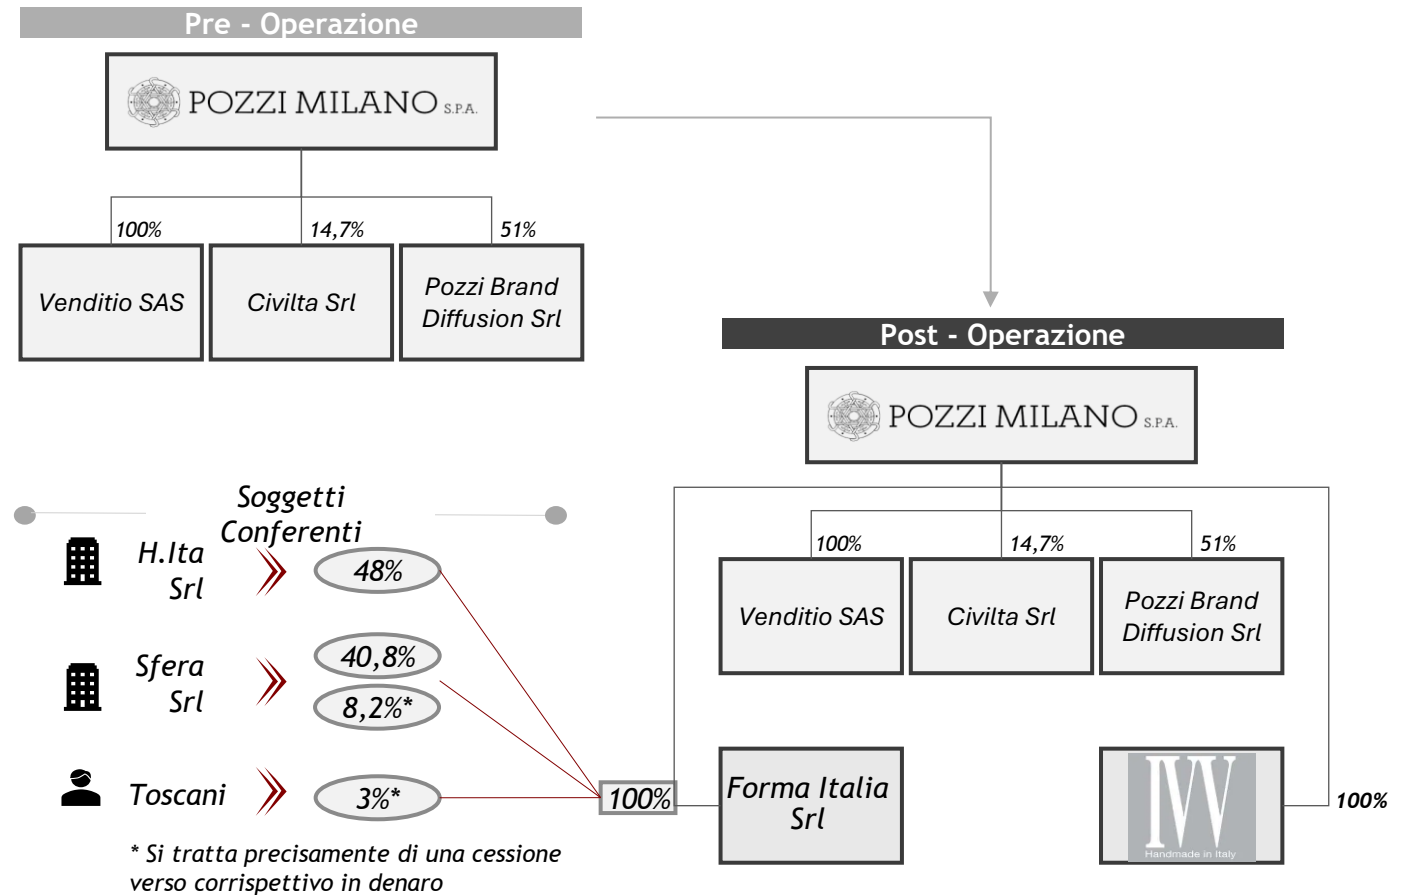 Pre - Operazione
POZZI MILANO S.P.A.
100%
14,7%
51%
Venditio SAS
Civilta Srl
Pozzi Brand
Diffusion Srl
Post - Operazione
POZZI MILANO S.P.A.
100%
14,7%
51%
Venditio SAS
Civilta Srl
Pozzi Brand
Diffusion Srl
Soggetti
Conferenti
H.Ita
Srl
48%
Sfera
Srl
40,8%
8,2%*
Toscani
3%*
100%
Forma Italia
Srl
IVV
Handmade in Italy
100%
* Si tratta precisamente di una cessione
verso corrispettivo in denaro